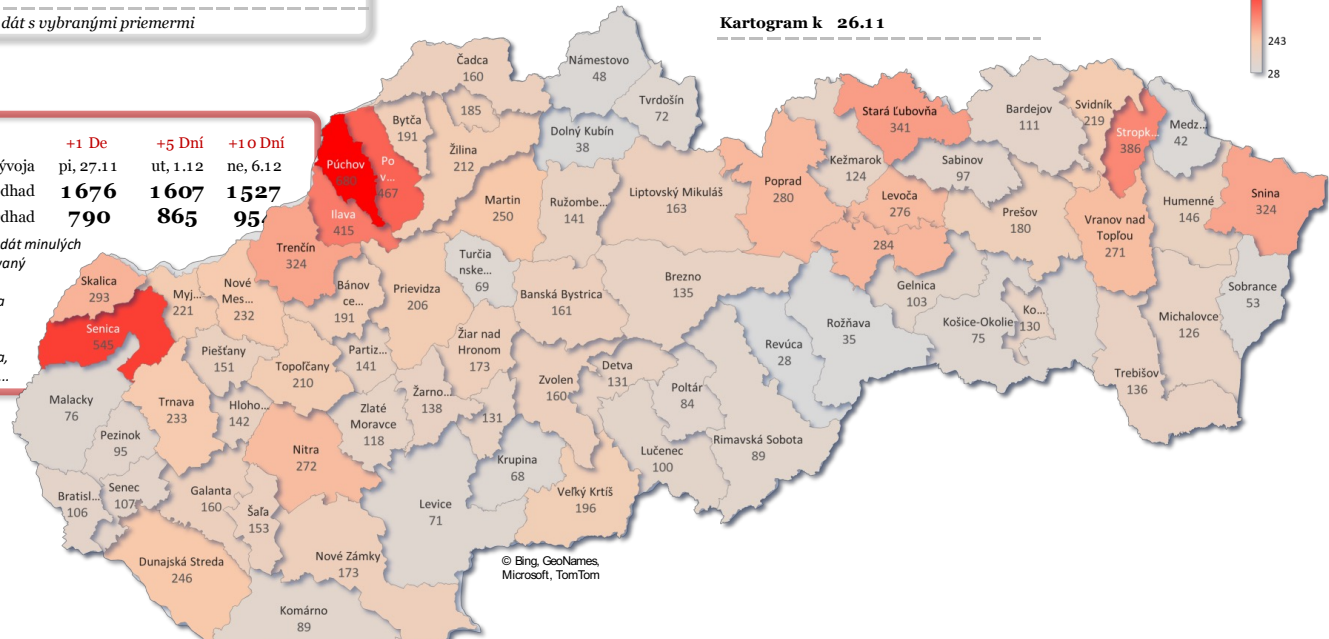 dát s vybranými priemermi
Kartogram k 26.11
243
28
+1 De +5 Dní +10 Dní
ývoja pi, 27.11 ut, 1.12 ne, 6.12
dhad 1676 1607 1527
dhad 790 865 95
dát minulých
vaný
a
a,
...
Čadca
160
Námestovo
48
Tvrdošín
72
Bytča
191
185
Dolný Kubín
38
Žilina
212
Púchov
Po
v...
467
Ilava
415
Trenčín
324
Martin
250
Ružombe...
141
Liptovský Mikuláš
163
Poprad
280
Kežmarok
124
Stará Ľubovňa
341
Sabinov
97
Bardejov
111
Svidník
219
Stropk...
386
Medz...
42
Levoča
276
284
Prešov
180
Vranov nad
Topľou
271
Humenné
146
Snina
324
Sobrance
53
Michalovce
126
Trebišov
136
Gelnica
103
Košice-Okolie
75
Ko...
130
Rožňava
35
Revúca
28
Brezno
135
Banská Bystrica
161
Turčia
nske...
69
Prievidza
206
Bánov
ce...
191
Nové
Mes...
232
Myj...
221
Skalica
293
Senica
545
Piešťany
151
Topoľčany
210
Partiz...
141
Žiar nad
Hronom
173
Žarno...
138
Zvolen
160
Detva
131
131
Poltár
84
Rimavská Sobota
89
Lučenec
100
Veľký Krtíš
196
Krupina
68
Zlaté
Moravce
118
Levice
71
Nitra
272
Hloho...
142
Trnava
233
Malacky
76
Pezinok
95
Bratisl...
106
Senec
107
Galanta
160
Šaľa
153
Nové Zámky
173
Dunajská Streda
246
Komárno
89
© Bing, GeoNames,
Microsoft, TomTom